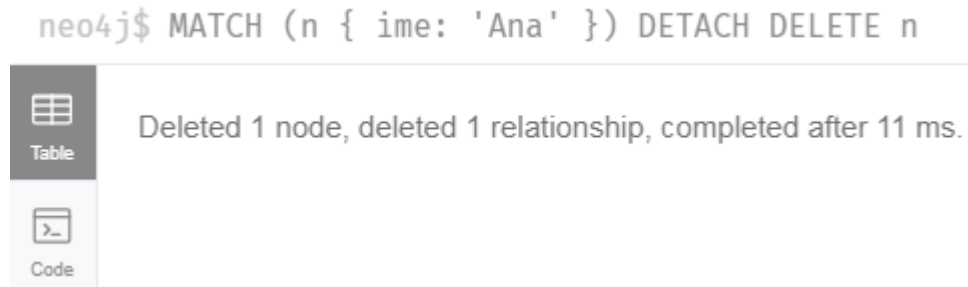 neo4j$ MATCH (n { ime: 'Ana' }) DETACH DELETE n
Deleted 1 node, deleted 1 relationship, completed after 11 ms.
Table
Code